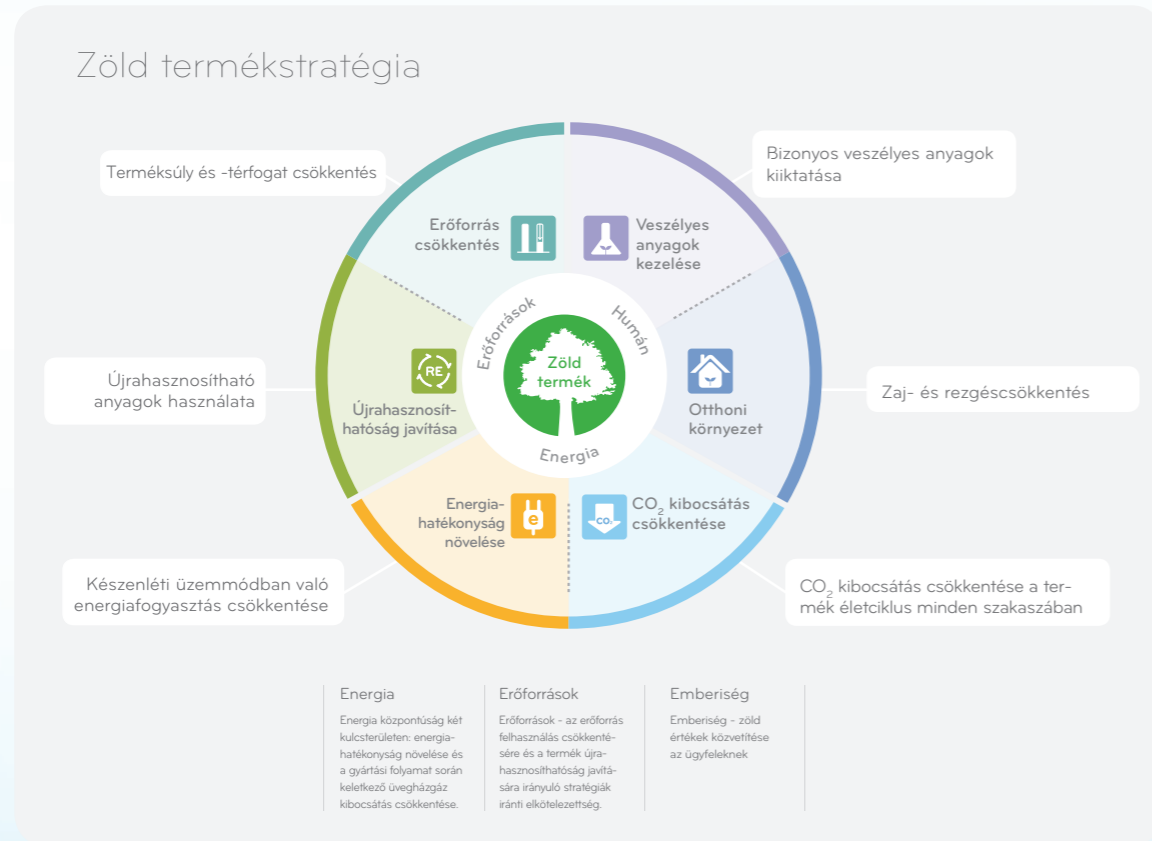 Zöld termékstratégia
Terméksúly és -térfogat csökkentés
Bizonyos veszélyes anyagok
kiiktatása
Erőforrás
csökkentés
Veszélyes
anyagok
kezelése
Erőforrások
Humán
Zöld
termék
Energia
RE
Újrahasznosít-
hatóság javítása
Otthoni
környezet
Újrahasznosítható
anyagok használata
Zaj- és rezgéscsökkentés
Energia-
hatékonyság
növelése
e
CO₂
CO₂ kibocsátás
csökkentése
Készenléti üzemmódban való
energiafogyasztás csökkentése
CO₂ kibocsátás csökkentése a ter-
mék életciklus minden szakaszában
Energia
Energia központúság két
kulcsterületen: energia-
hatékonyság növelése és
a gyártási folyamat során
keletkező üvegházgáz
kibocsátás csökkentése.
Erőforrások
Erőforrások - az erőforrás
felhasználás csökkenté-
sére és a termék újra-
hasznosíthatóság javítá-
sára irányuló stratégiák
iránti elkötelezettség.
Emberiség
Emberiség - zöld
értékek közvetítése
az ügyfeleknek